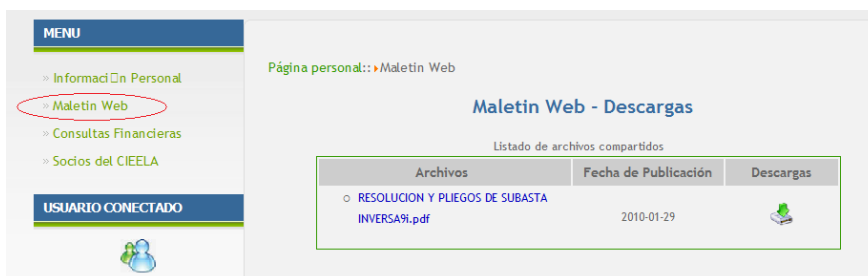 MENU
» Informaci□n Personal
» Maletin Web
» Consultas Financieras
» Socios del CIEELA
USUARIO CONECTADO
Página personal::▸Maletin Web
Maletin Web - Descargas
Listado de archivos compartidos
Archivos Fecha de Publicación Descargas
○ RESOLUCION Y PLIEGOS DE SUBASTA
INVERSA9i.pdf 2010-01-29